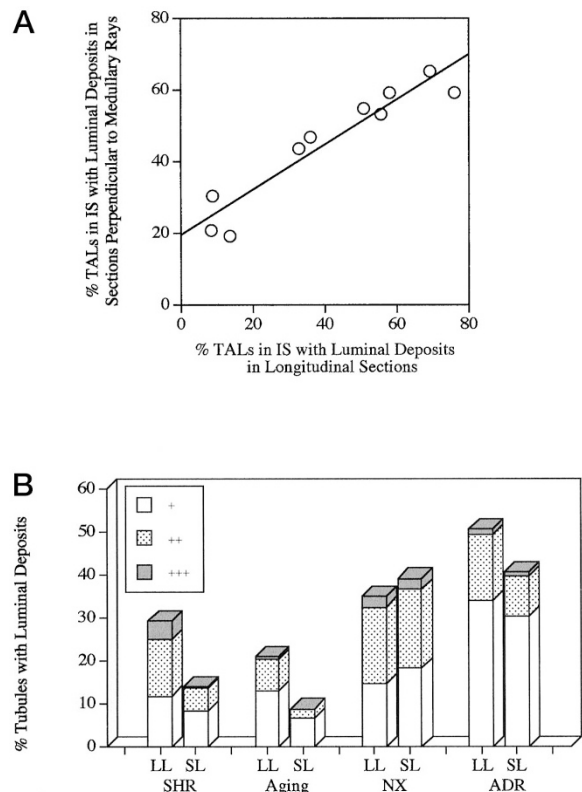 A
% TALs in IS with Luminal Deposits in
Sections Perpendicular to Medullary Rays
80
60
40
20
0
0 20 40 60 80
% TALs in IS with Luminal Deposits
in Longitudinal Sections
B
% Tubules with Luminal Deposits
60
50
40
30
20
10
0
+
++
+++
LL SL LL SL LL SL LL SL
SHR Aging NX ADR